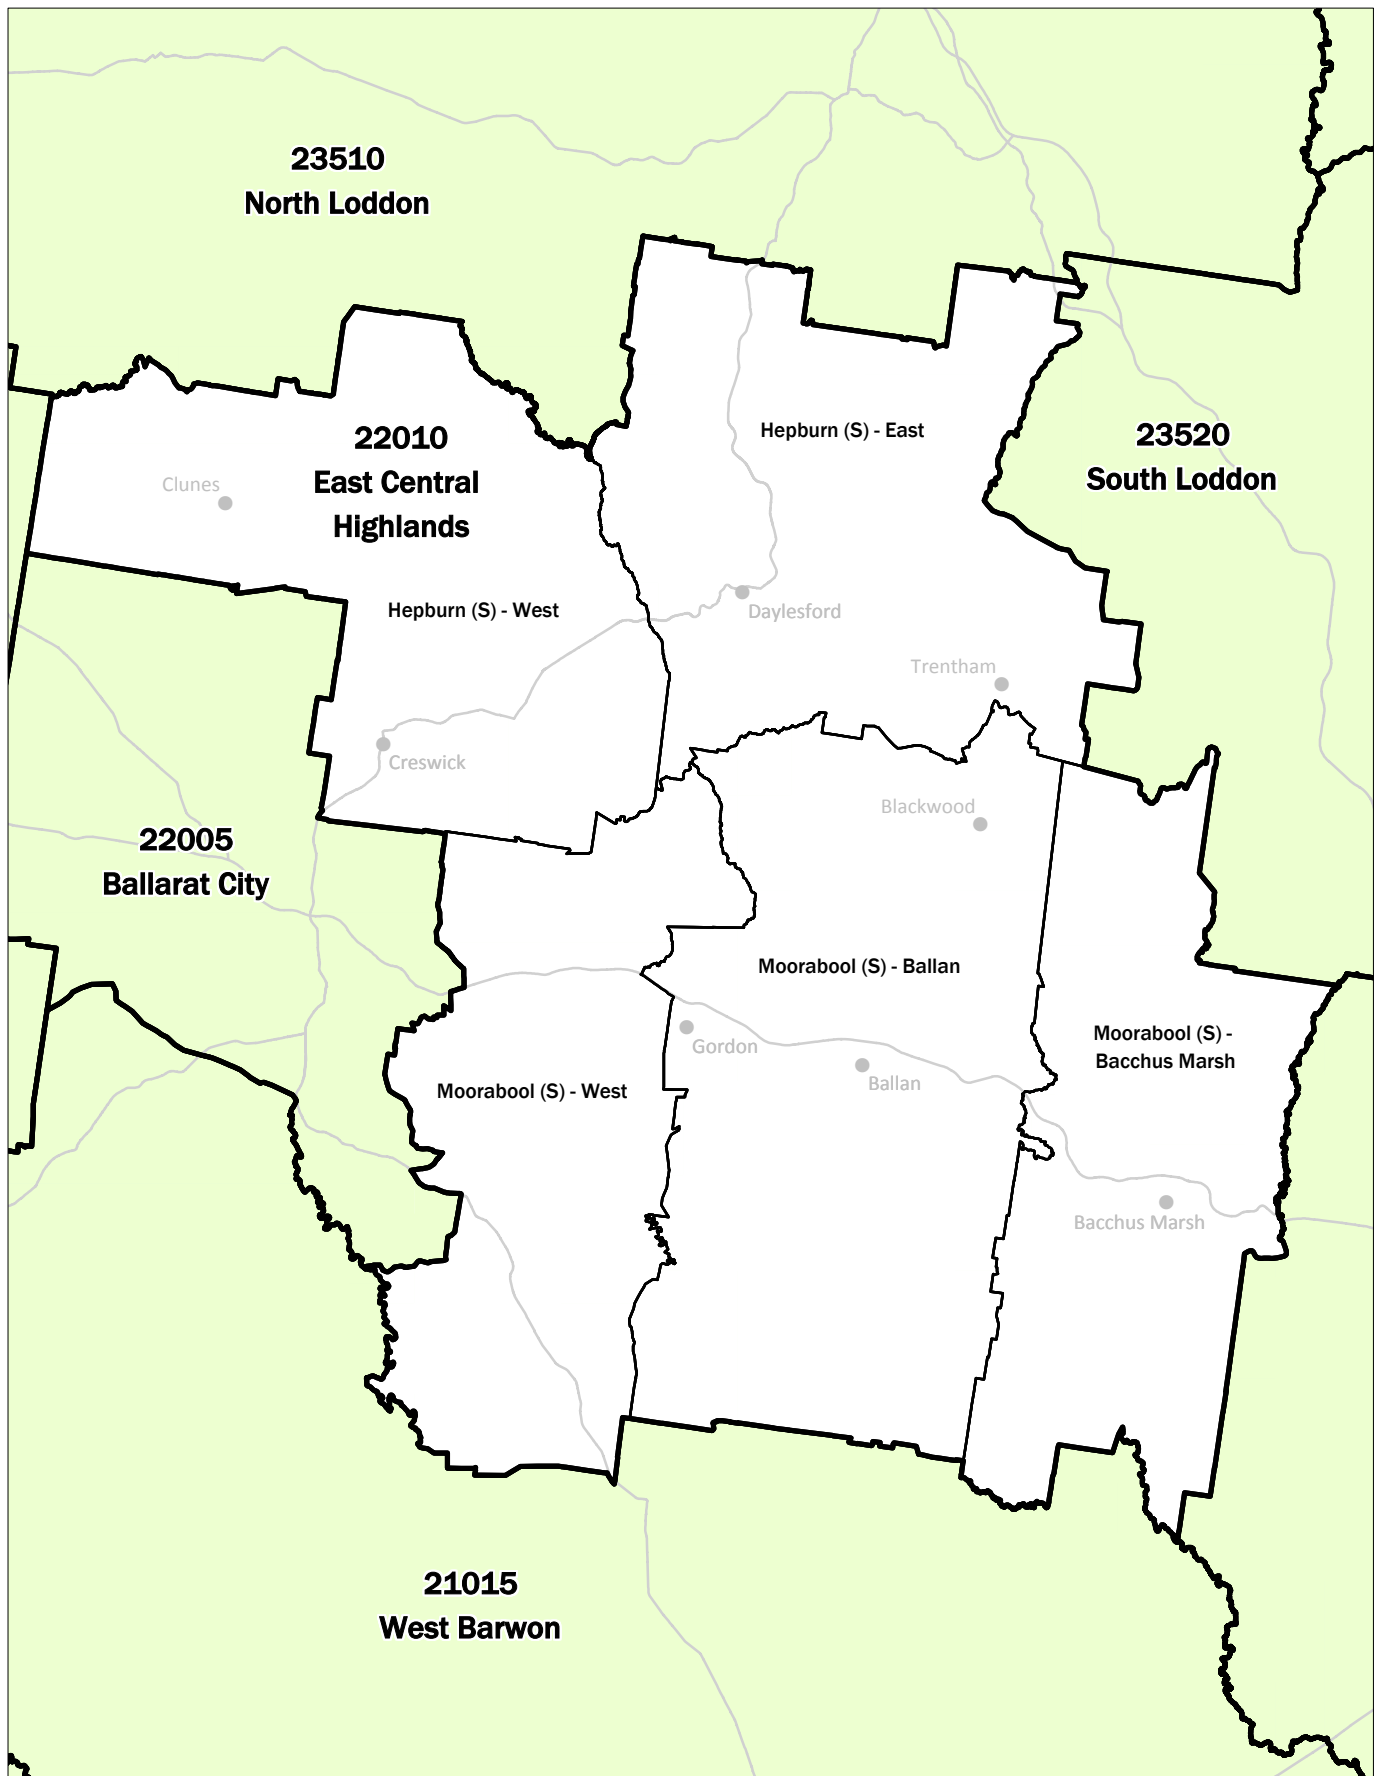 23510
North Loddon
22010
East Central
Highlands
Hepburn (S) - East
23520
South Loddon
Clunes
Hepburn (S) - West
Daylesford
Trentham
Creswick
Blackwood
22005
Ballarat City
Moorabool (S) - Ballan
Moorabool (S) -
Bacchus Marsh
Gordon
Ballan
Moorabool (S) - West
Bacchus Marsh
21015
West Barwon